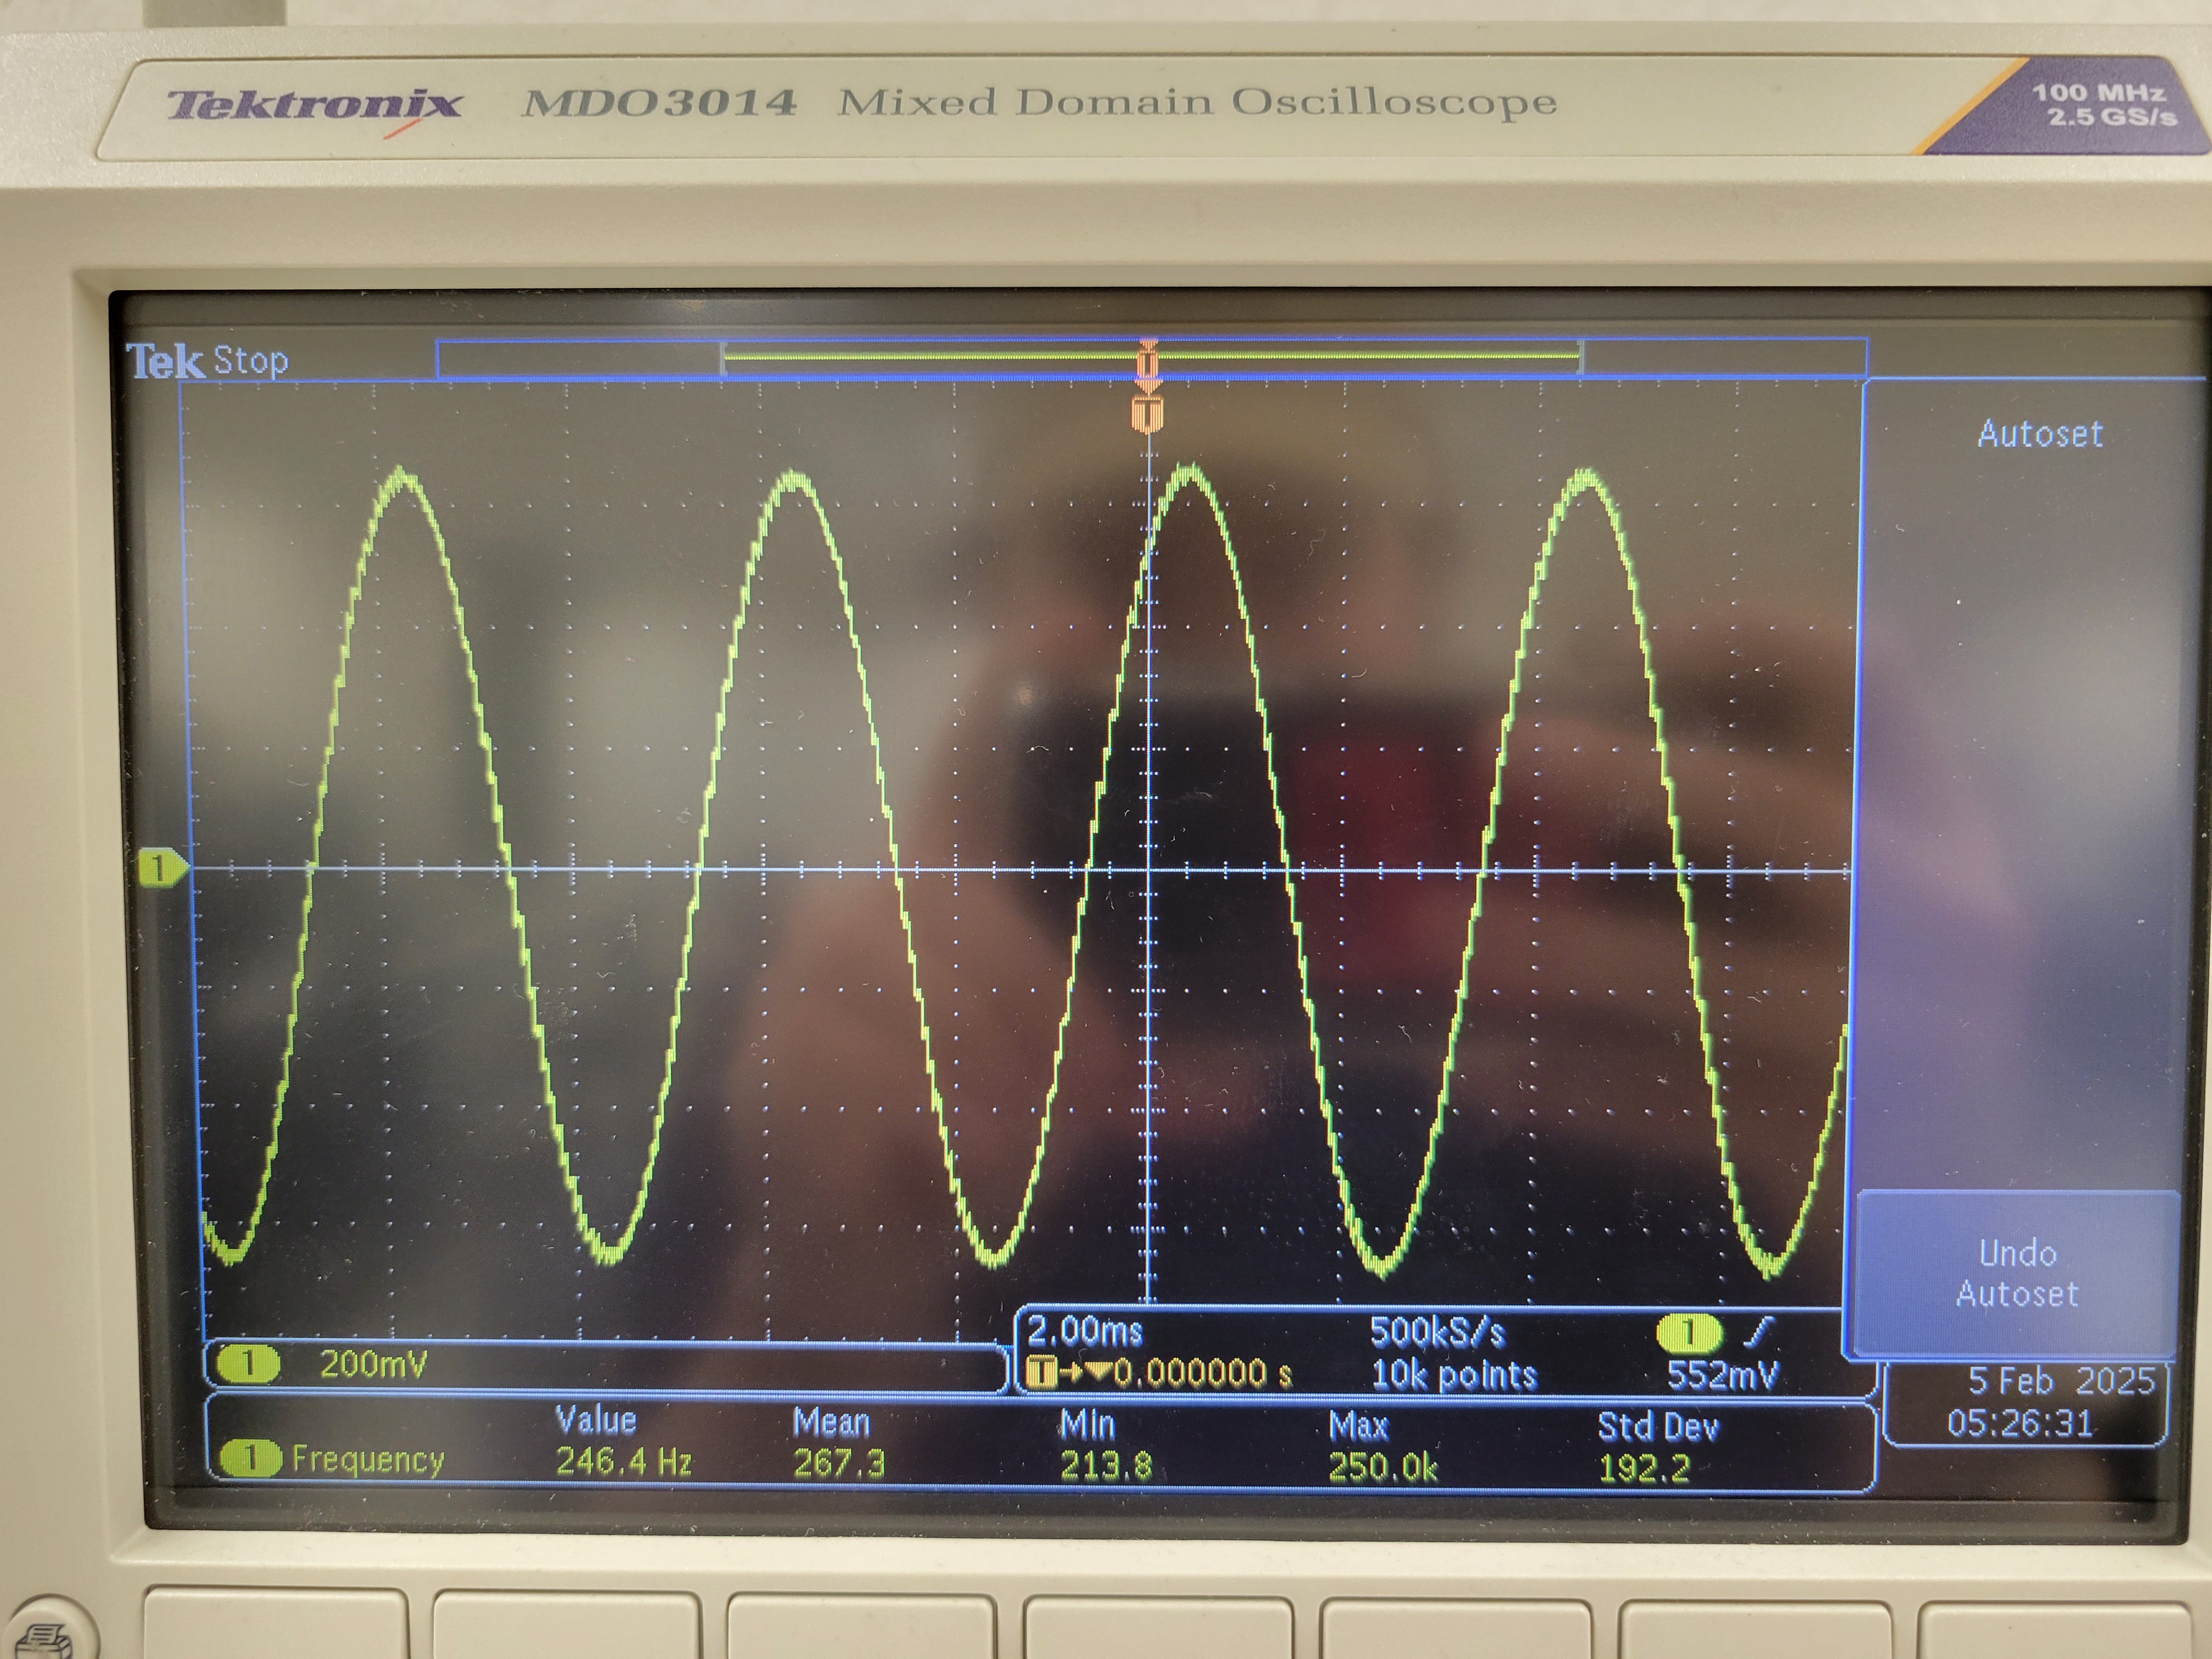 Tektronix MDO3014 Mixed Domain Oscilloscope
100 MHz
2.5 GS/s
Tek Stop
T
T
Autoset
1
Undo
Autoset
1 200mV
2.00ms 500kS/s 1
T→▼0.000000 s 10k points 552mV
5 Feb 2025
05:26:31
Value Mean Min Max Std Dev
1 Frequency 246.4 Hz 267.3 213.8 250.0k 192.2